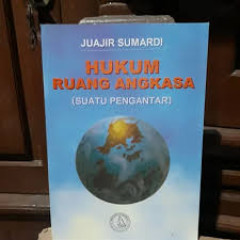 JUAJIR SUMARDI
HUKUM
RUANG ANGKASA
(SUATU PENGANTAR)